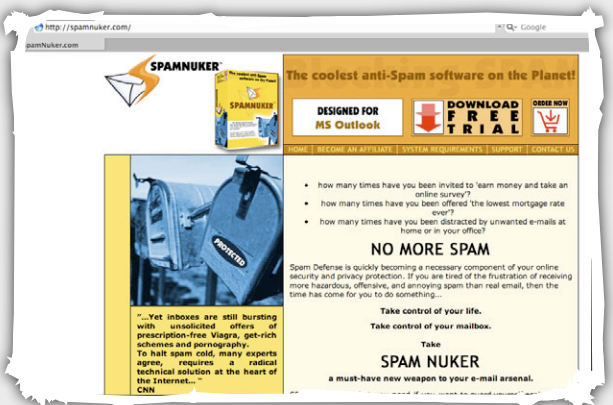 http://spamnuker.com/
Google
pamNuker.com
SPAMNUKER™
The coolest anti-Spam software on the Planet!
SPAMNUKER
The coolest anti-Spam software on the Planet!
DESIGNED FOR
MS Outlook
DOWNLOAD
FREE
TRIAL
ORDER NOW
HOME | BECOME AN AFFILIATE | SYSTEM REQUIREMENTS | SUPPORT | CONTACT US
PROTECTED
"...Yet inboxes are still bursting
with unsolicited offers of
prescription-free Viagra, get-rich
schemes and pornography.
To halt spam cold, many experts
agree, requires a radical
technical solution at the heart of
the Internet... "
CNN
• how many times have you been invited to 'earn money and take an
online survey'?
• how many times have you been offered 'the lowest mortgage rate
ever'?
• how many times have you been distracted by unwanted e-mails at
home or in your office?
NO MORE SPAM
Spam Defense is quickly becoming a necessary component of your online
security and privacy protection. If you are tired of the frustration of receiving
more hazardous, offensive, and annoying spam than real email, then the
time has come for you to do something...
Take control of your life.
Take control of your mailbox.
Take
SPAM NUKER
a must-have new weapon to your e-mail arsenal.